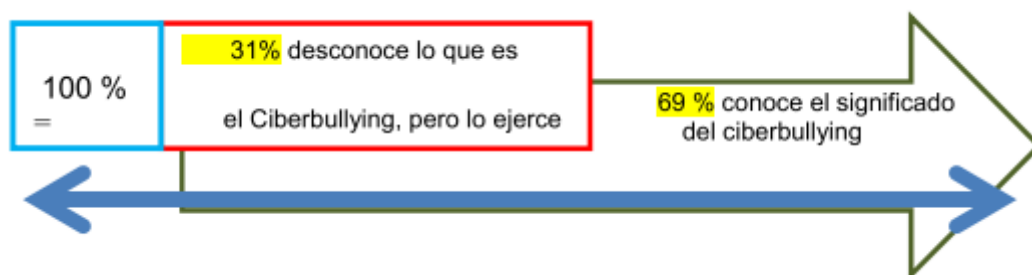 100 %
=
31% desconoce lo que es
el Ciberbullying, pero lo ejerce
69 % conoce el significado
del ciberbullying